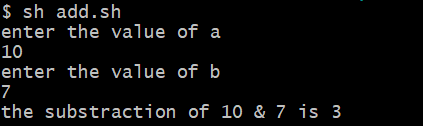 $ sh add.sh
enter the value of a
10
enter the value of b
7
the substraction of 10 & 7 is 3